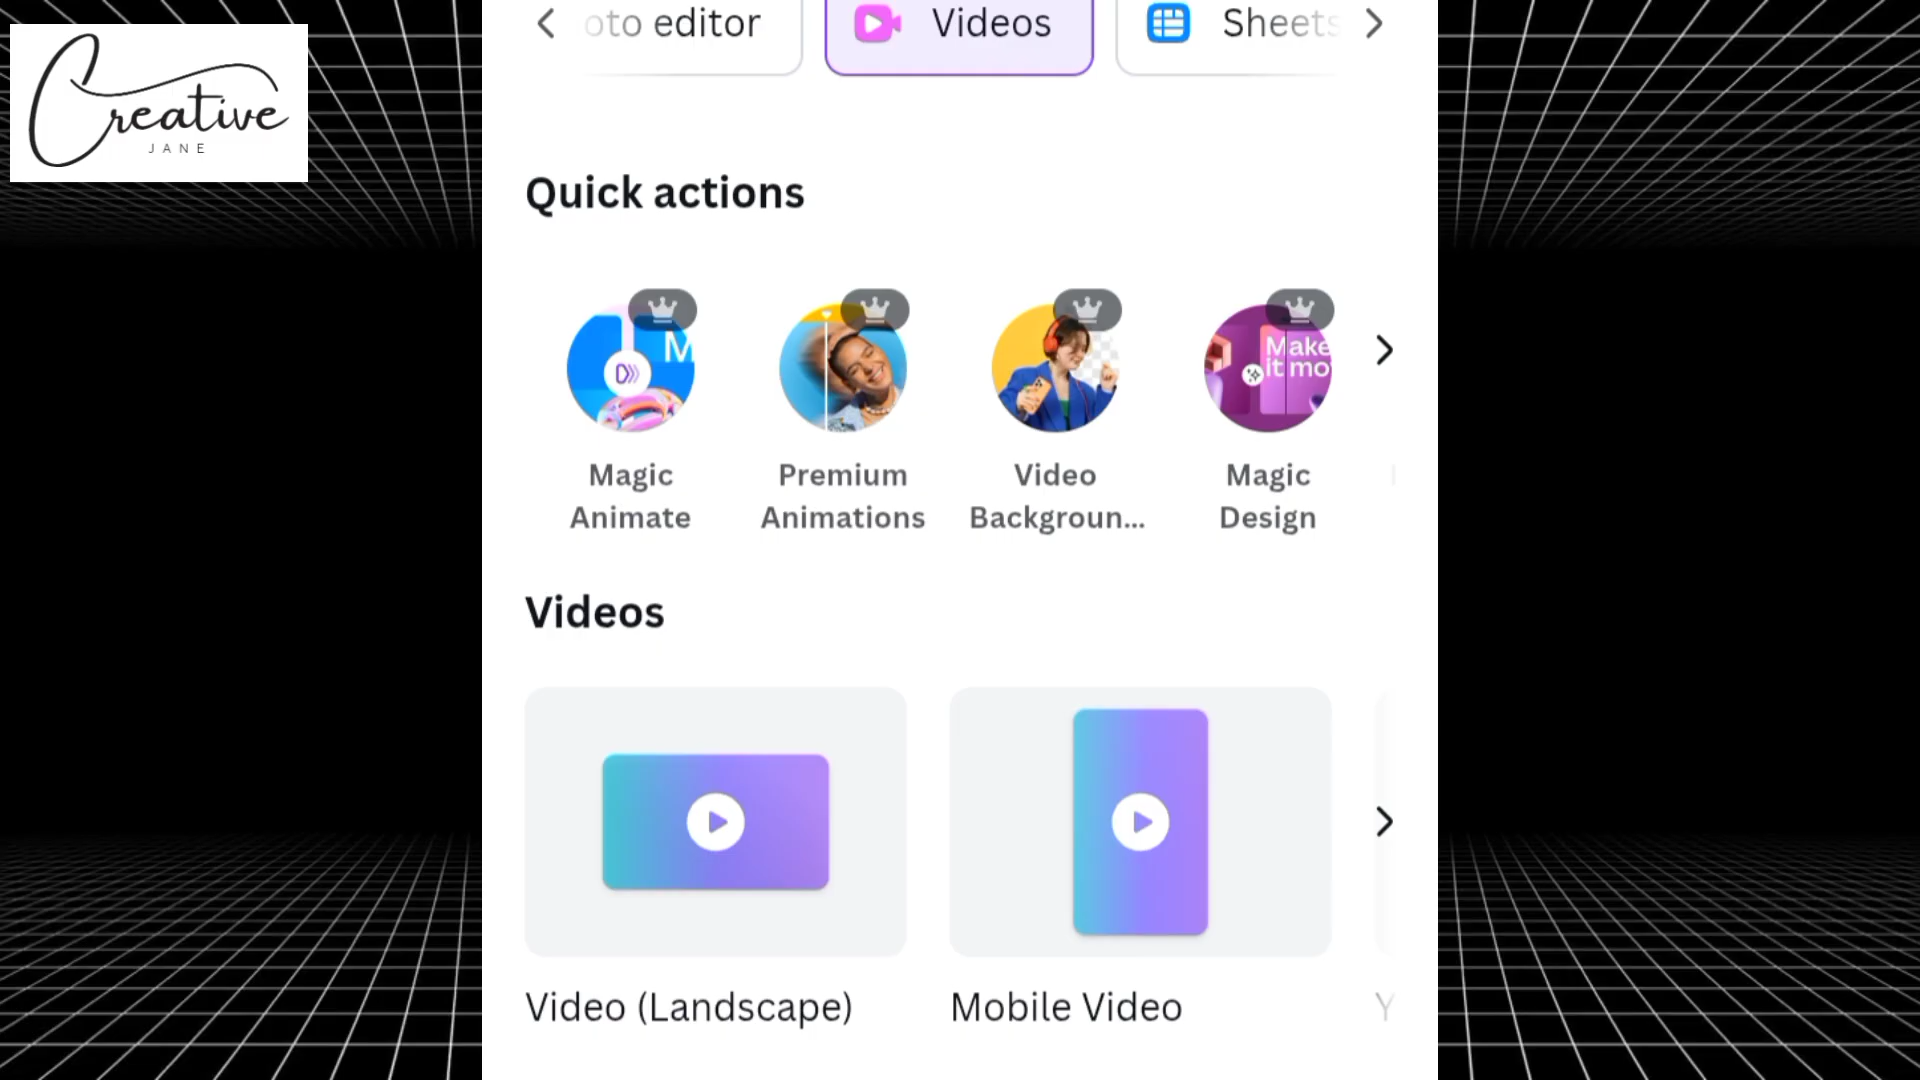 Creative
JANE
oto editor
Videos
Sheets
Quick actions
M
Make
it mo
Magic
Animate
Premium
Animations
Video
Backgroun...
Magic
Design
Videos
Video (Landscape)
Mobile Video
Y